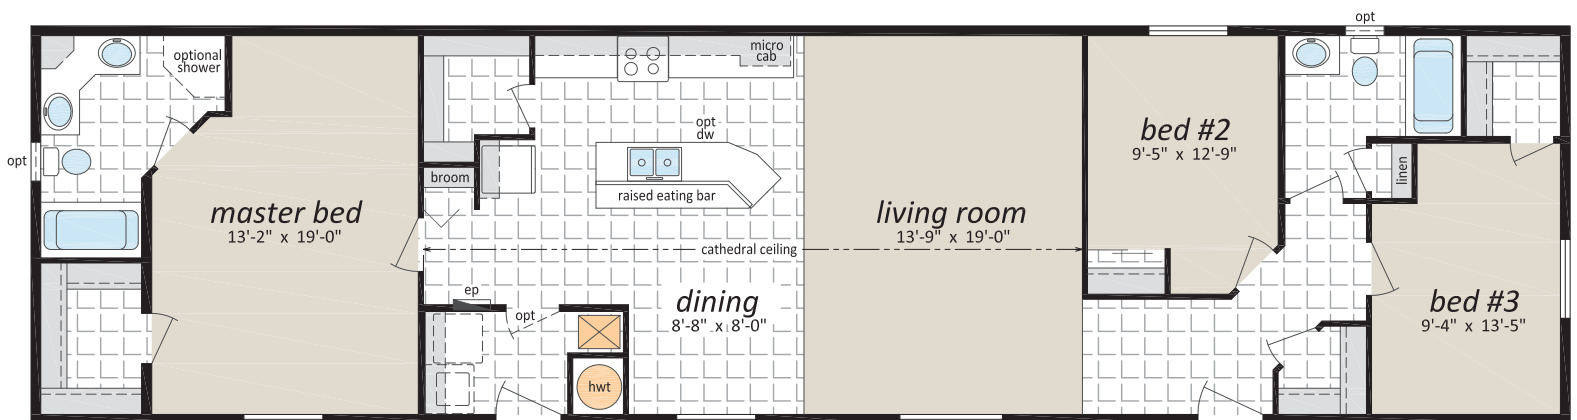 opt
optional
shower
opt
master bed
13'-2" x 19'-0"
broom
micro
cab
opt
dw
raised eating bar
cathedral ceiling
ep
opt
hwt
dining
8'-8" x 8'-0"
living room
13'-9" x 19'-0"
bed #2
9'-5" x 12'-9"
opt
linen
bed #3
9'-4" x 13'-5"